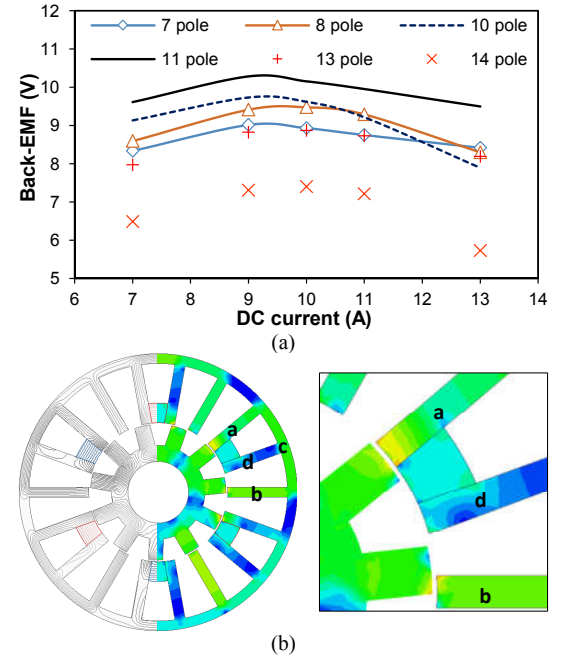 (a)
12
11
10
9
8
7
6
5
Back-EMF (V)
7 pole
8 pole
10 pole
11 pole
13 pole
14 pole
6
7
8
9
10
11
12
13
14
DC current (A)
(a)
a
c
d
b
a
d
b
(b)